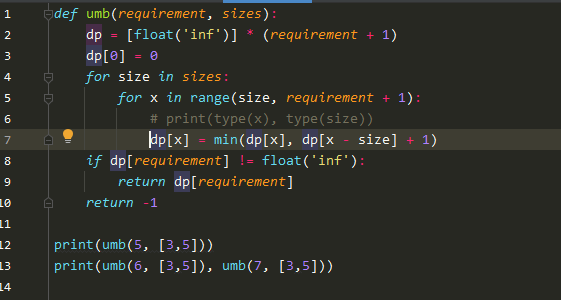 1 def umb(requirement, sizes):
2     dp = [float('inf')] * (requirement + 1)
3     dp[0] = 0
4     for size in sizes:
5         for x in range(size, requirement + 1):
6             # print(type(x), type(size))
7             dp[x] = min(dp[x], dp[x - size] + 1)
8     if dp[requirement] != float('inf'):
9         return dp[requirement]
10     return -1
11
12 print(umb(5, [3,5]))
13 print(umb(6, [3,5]), umb(7, [3,5]))
14